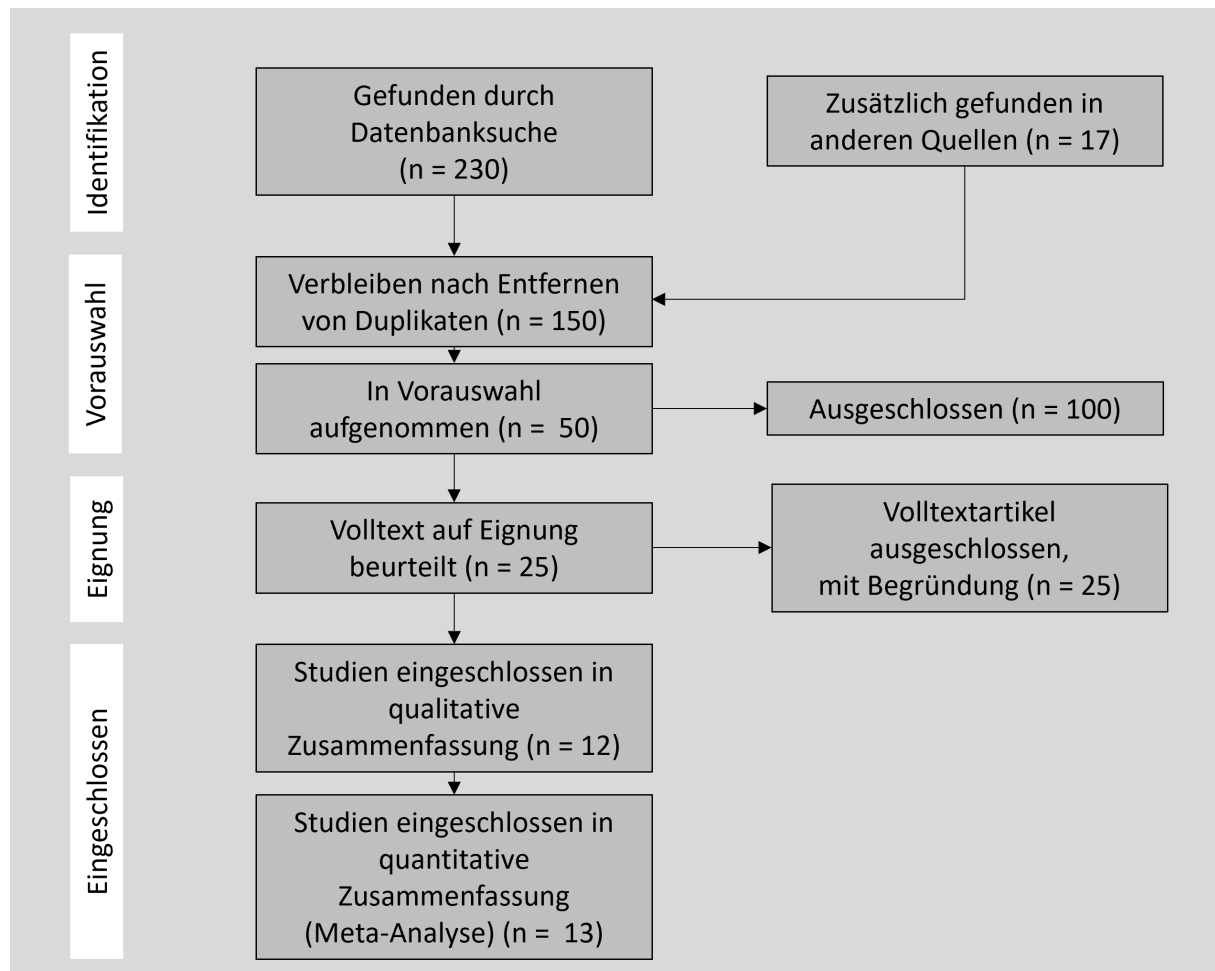 Identifikation
Gefunden durch
Datenbanksuche
(n = 230)
Zusätzlich gefunden in
anderen Quellen (n = 17)
Vorauswahl
Verbleiben nach Entfernen
von Duplikaten (n = 150)
In Vorauswahl
aufgenommen (n =  50)
Ausgeschlossen (n = 100)
Eignung
Volltext auf Eignung
beurteilt (n = 25)
Volltextartikel
ausgeschlossen,
mit Begründung (n = 25)
Eingeschlossen
Studien eingeschlossen in
qualitative
Zusammenfassung (n = 12)
Studien eingeschlossen in
quantitative
Zusammenfassung
(Meta-Analyse) (n =  13)